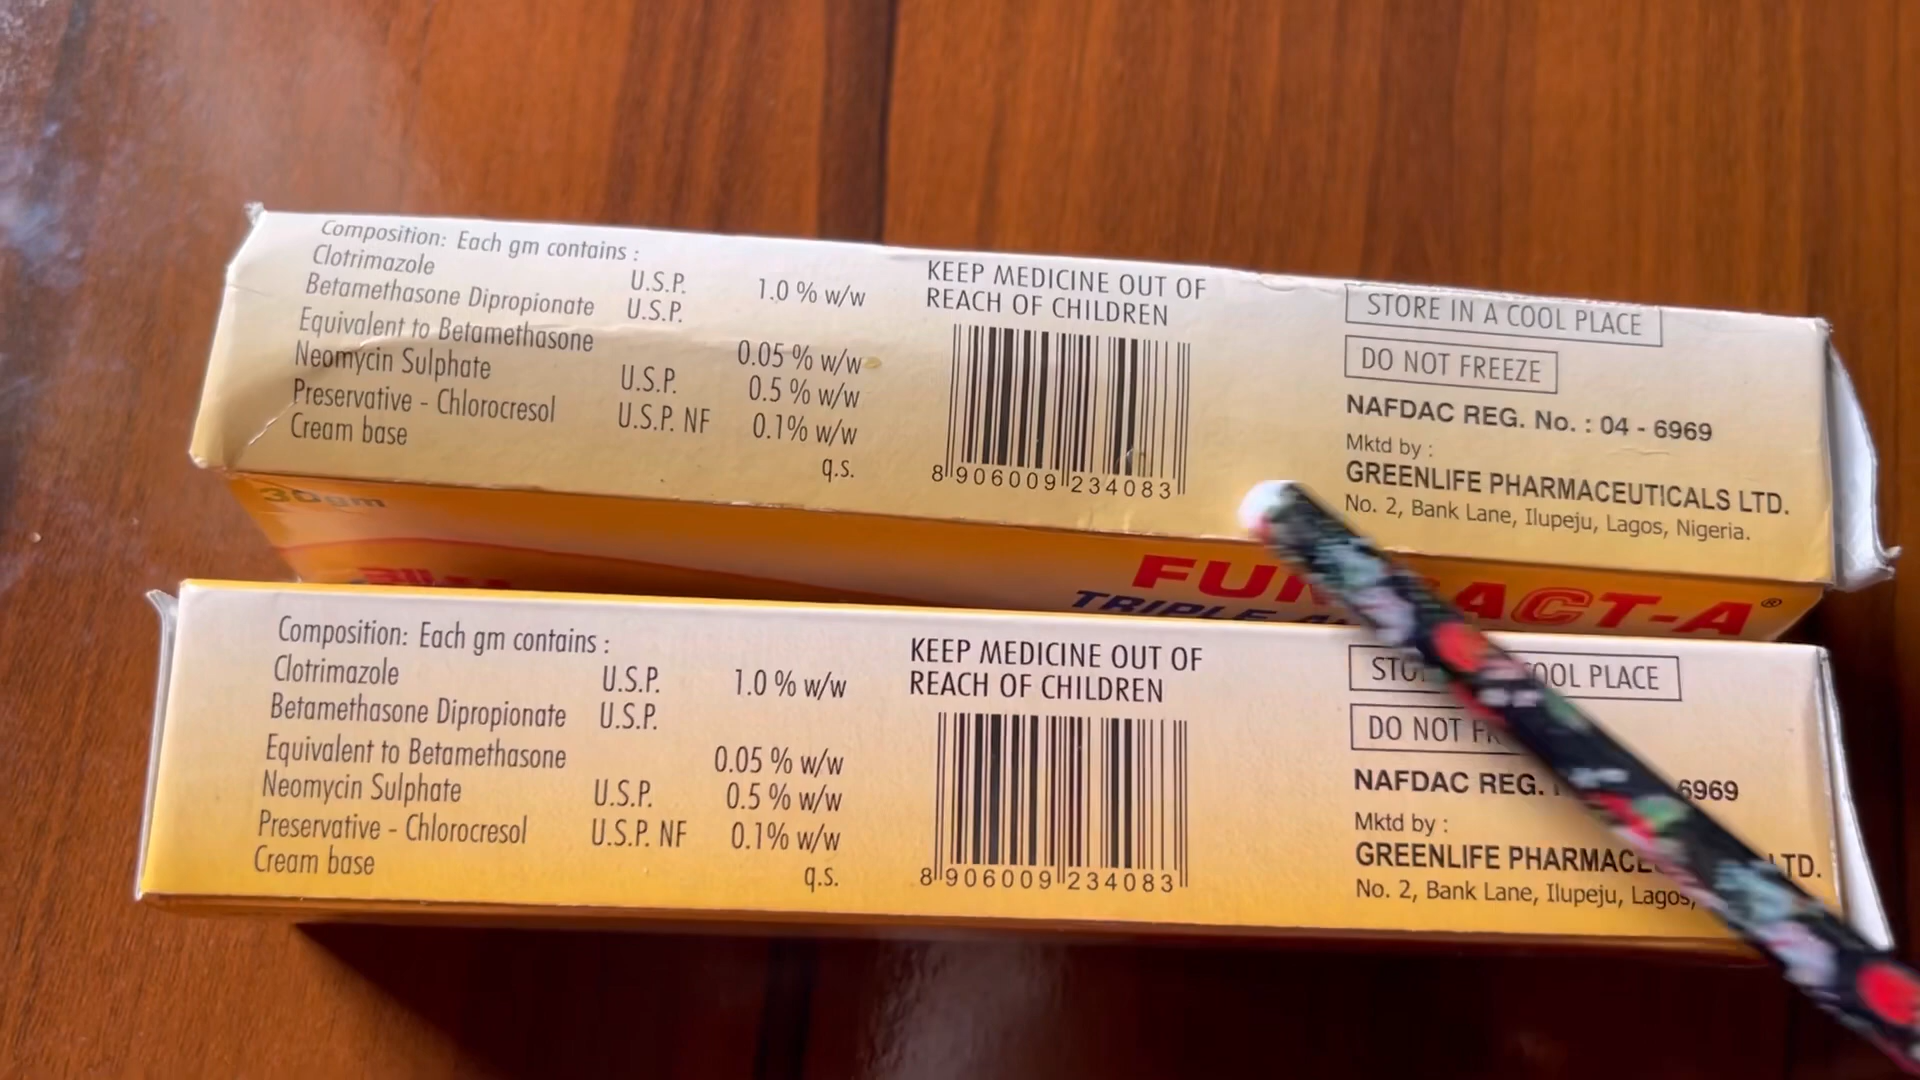 Composition: Each gm contains :
Clotrimazole U.S.P. 1.0 % w/w
Betamethasone Dipropionate U.S.P.
Equivalent to Betamethasone 0.05 % w/w
Neomycin Sulphate U.S.P. 0.5 % w/w
Preservative - Chlorocresol U.S.P. NF 0.1% w/w
Cream base q.s.
KEEP MEDICINE OUT OF
REACH OF CHILDREN
8 906009 234083
STORE IN A COOL PLACE
DO NOT FREEZE
NAFDAC REG. No. : 04 - 6969
Mktd by :
GREENLIFE PHARMACEUTICALS LTD.
No. 2, Bank Lane, Ilupeju, Lagos, Nigeria.
30gm
FUN ACT-A®
TRIPLE
Composition: Each gm contains :
Clotrimazole U.S.P. 1.0 % w/w
Betamethasone Dipropionate U.S.P.
Equivalent to Betamethasone 0.05 % w/w
Neomycin Sulphate U.S.P. 0.5 % w/w
Preservative - Chlorocresol U.S.P. NF 0.1% w/w
Cream base q.s.
KEEP MEDICINE OUT OF
REACH OF CHILDREN
8 906009 234083
COOL PLACE
DO NOT
NAFDAC REG. 6969
Mktd by :
GREENLIFE LTD.
No. 2, Bank Lane, Ilupeju, Lagos,